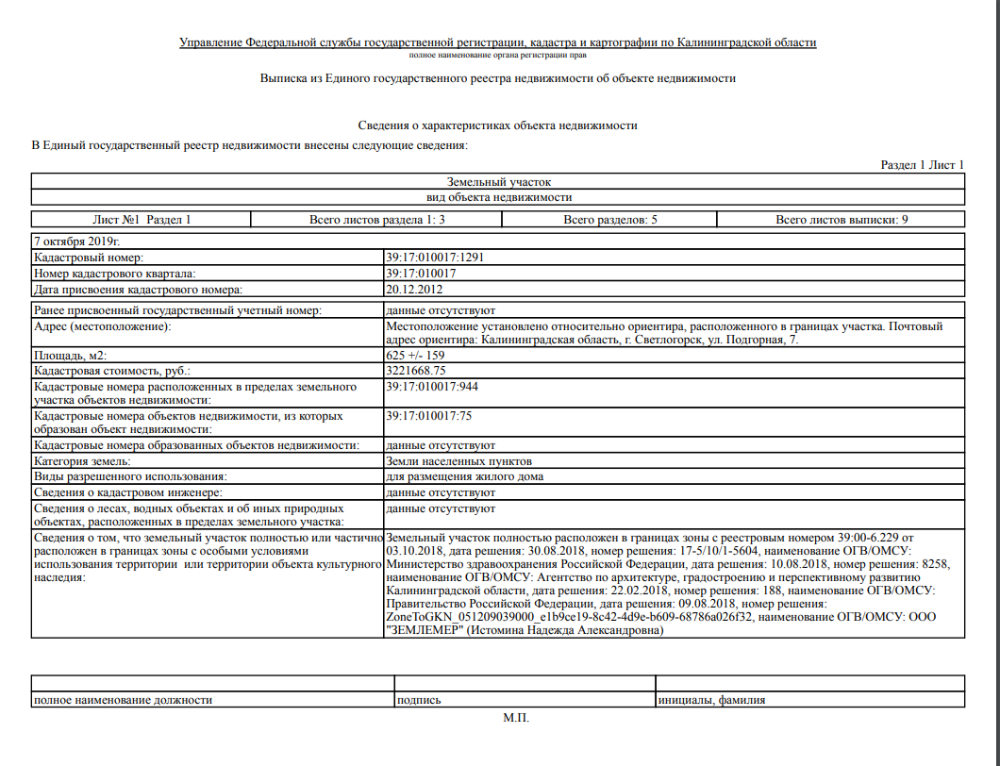 Управление Федеральной службы государственной регистрации, кадастра и картографии по Калининградской области
полное наименование органа регистрации прав
Выписка из Единого государственного реестра недвижимости об объекте недвижимости
Сведения о характеристиках объекта недвижимости
В Единый государственный реестр недвижимости внесены следующие сведения:
Раздел 1 Лист 1
Земельный участок
вид объекта недвижимости
Лист №1 Раздел 1 Всего листов раздела 1: 3 Всего разделов: 5 Всего листов выписки: 9
7 октября 2019г.
Кадастровый номер: 39:17:010017:1291
Номер кадастрового квартала: 39:17:010017
Дата присвоения кадастрового номера: 20.12.2012
Ранее присвоенный государственный учетный номер: данные отсутствуют
Адрес (местоположение): Местоположение установлено относительно ориентира, расположенного в границах участка. Почтовый
адрес ориентира: Калининградская область, г. Светлогорск, ул. Подгорная, 7.
Площадь, м2: 625 +/- 159
Кадастровая стоимость, руб.: 3221668.75
Кадастровые номера расположенных в пределах земельного 39:17:010017:944
участка объектов недвижимости:
Кадастровые номера объектов недвижимости, из которых 39:17:010017:75
образован объект недвижимости:
Кадастровые номера образованных объектов недвижимости: данные отсутствуют
Категория земель: Земли населенных пунктов
Виды разрешенного использования: для размещения жилого дома
Сведения о кадастровом инженере: данные отсутствуют
Сведения о лесах, водных объектах и об иных природных данные отсутствуют
объектах, расположенных в пределах земельного участка:
Сведения о том, что земельный участок полностью или частично Земельный участок полностью расположен в границах зоны с реестровым номером 39:00-6.229 от
расположен в границах зоны с особыми условиями 03.10.2018, дата решения: 30.08.2018, номер решения: 17-5/10/1-5604, наименование ОГВ/ОМСУ:
использования территории или территории объекта культурного Министерство здравоохранения Российской Федерации, дата решения: 10.08.2018, номер решения: 8258,
наследия: наименование ОГВ/ОМСУ: Агентство по архитектуре, градостроению и перспективному развитию
Калининградской области, дата решения: 22.02.2018, номер решения: 188, наименование ОГВ/ОМСУ:
Правительство Российской Федерации, дата решения: 09.08.2018, номер решения:
ZoneToGKN_051209039000_e1b9ce19-8c42-4d9e-b609-68786a026f32, наименование ОГВ/ОМСУ: ООО
"ЗЕМЛЕМЕР" (Истомина Надежда Александровна)
полное наименование должности подпись инициалы, фамилия
М.П.